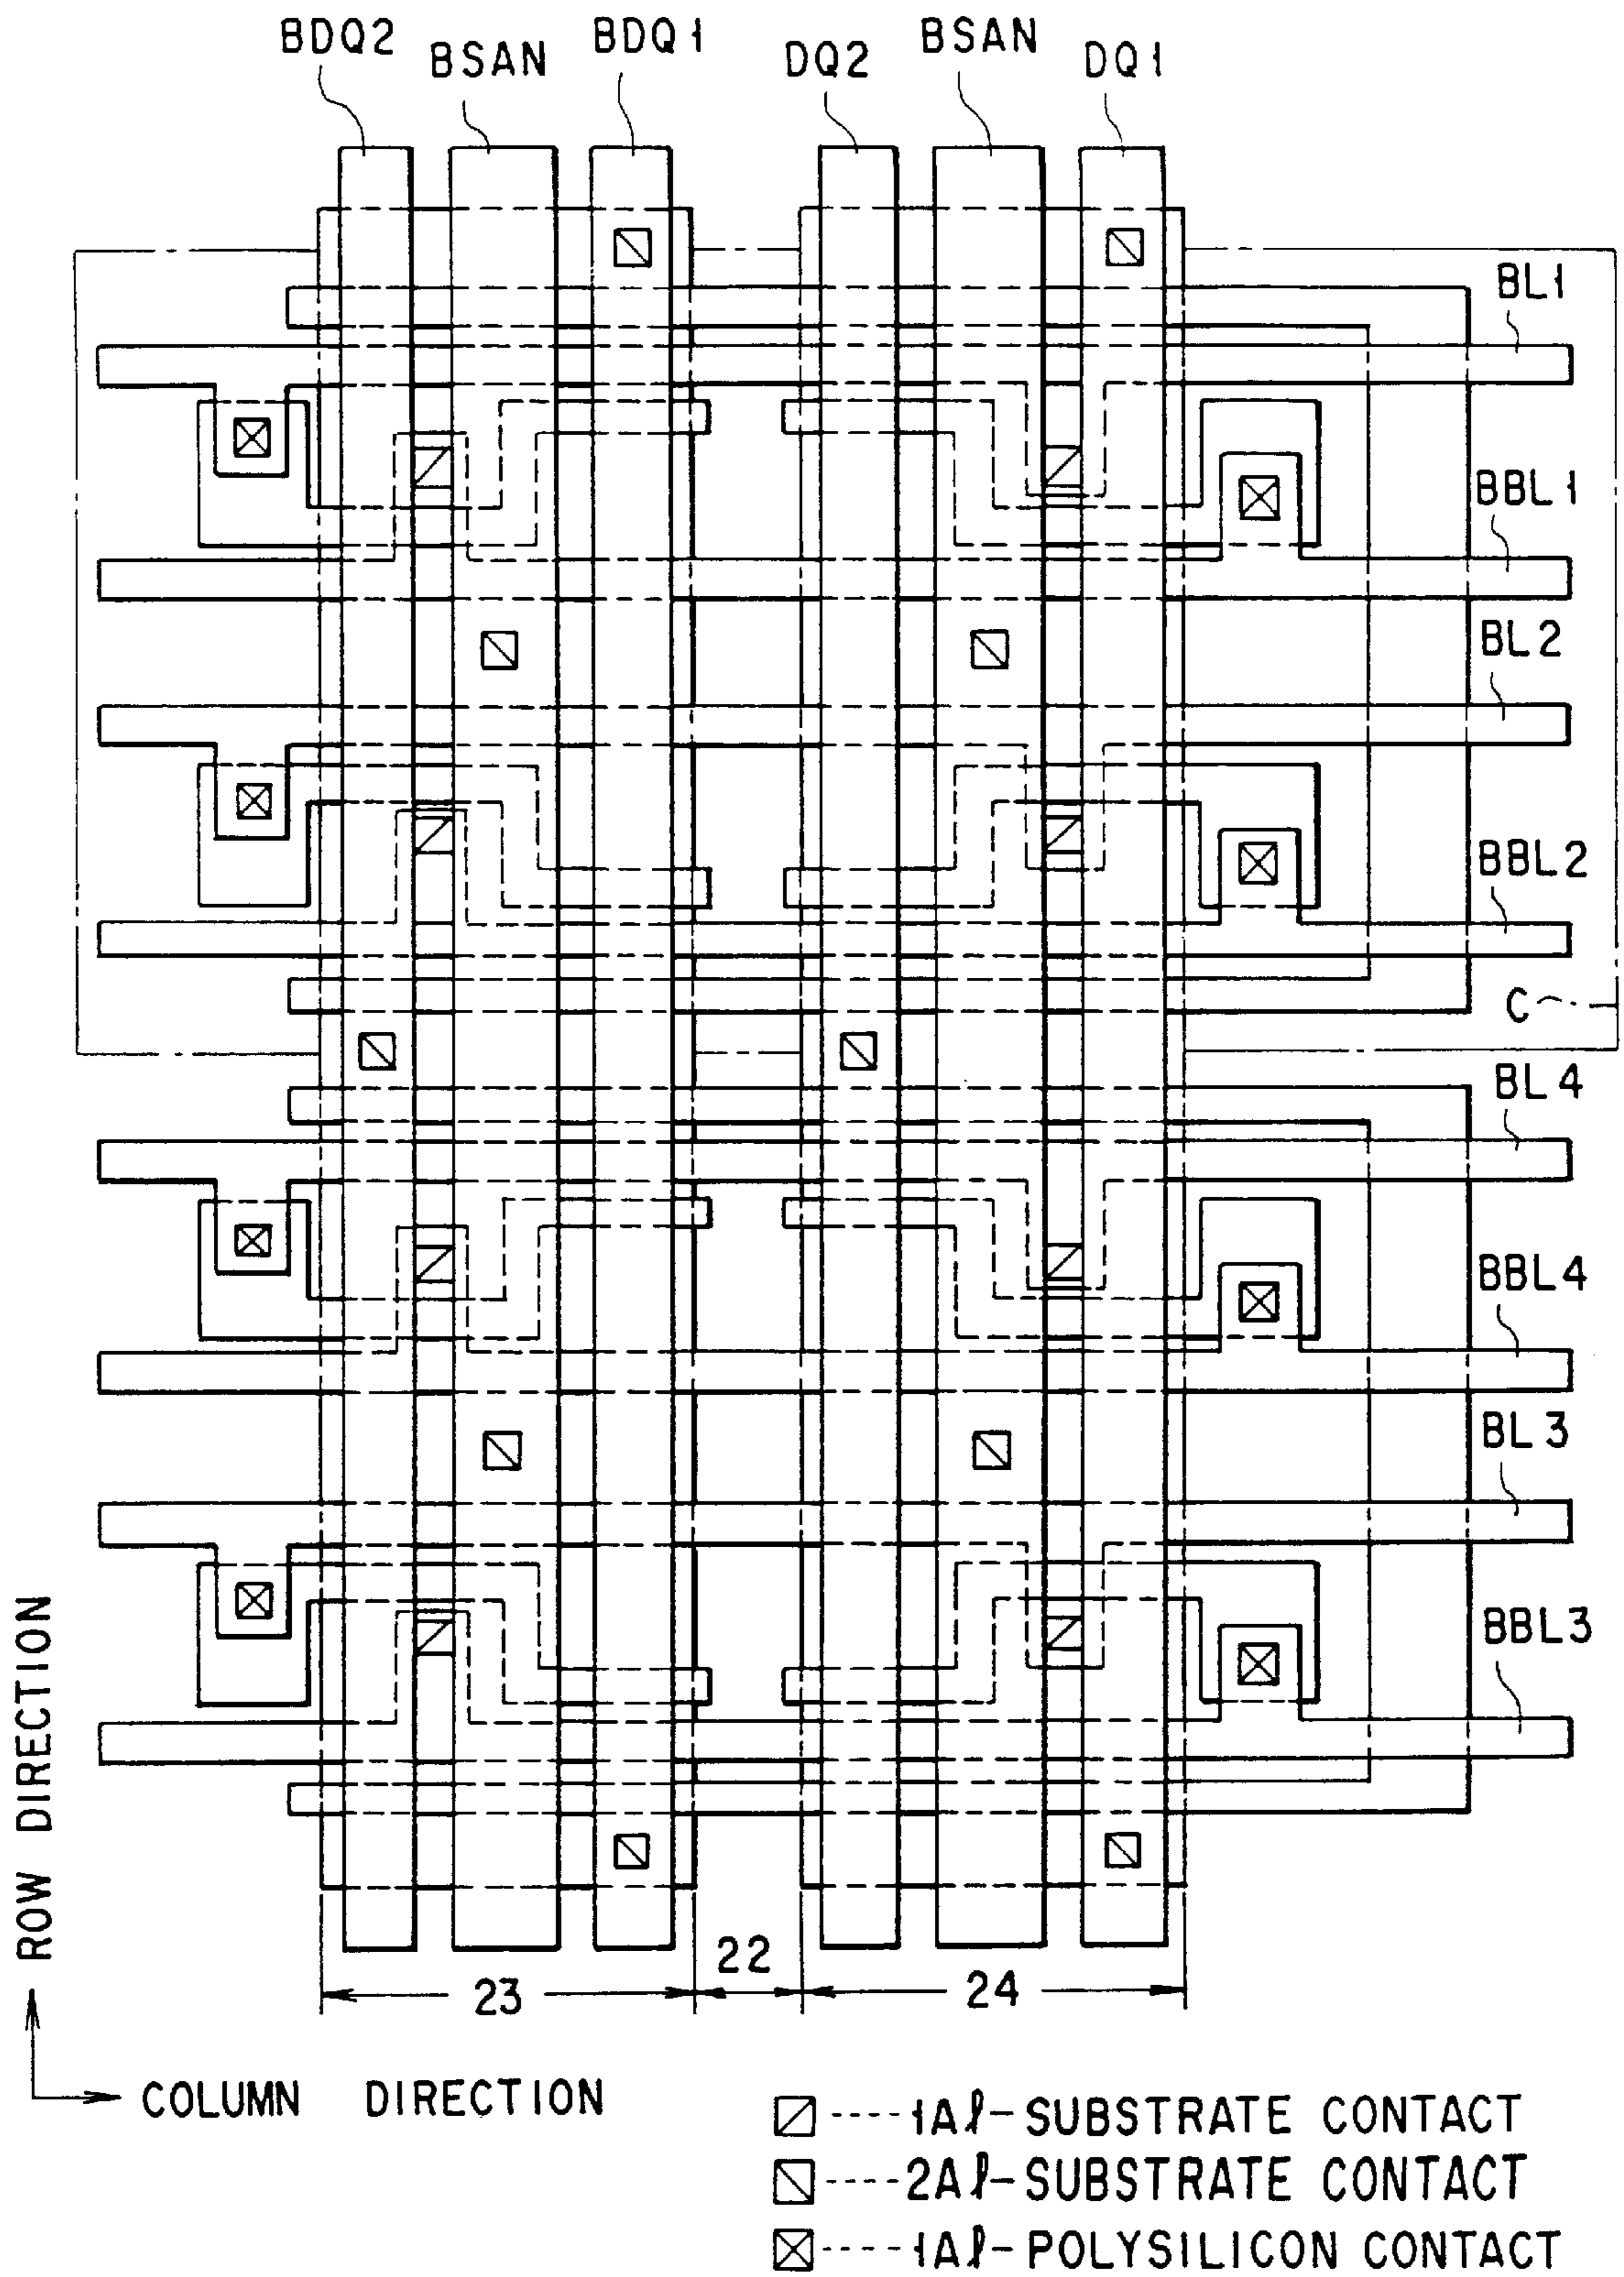 BDQ2
BSAN
BDQ1
DQ2
BSAN
DQ1
BL1
BBL1
BL2
BBL2
C
BL4
BBL4
BL3
BBL3
ROW DIRECTION
22
23
24
COLUMN DIRECTION
1Aℓ-SUBSTRATE CONTACT
2Aℓ-SUBSTRATE CONTACT
1Aℓ-POLYSILICON CONTACT